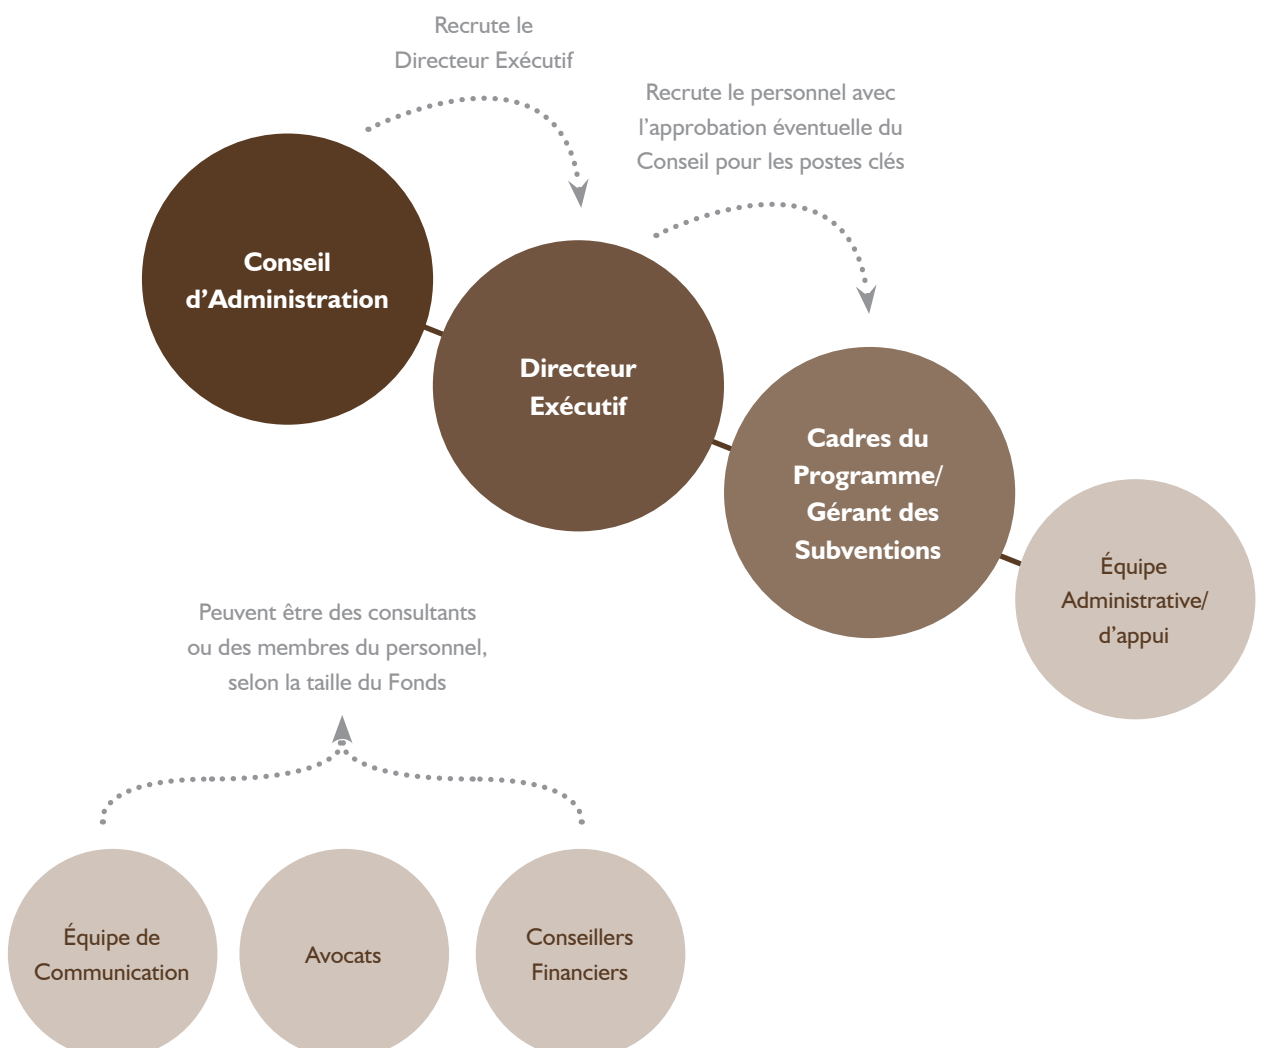 Recrute le
Directeur Exécutif
Recrute le personnel avec
l’approbation éventuelle du
Conseil pour les postes clés
Conseil
d’Administration
Directeur
Exécutif
Cadres du
Programme/
Gérant des
Subventions
Équipe
Administrative/
d’appui
Peuvent être des consultants
ou des membres du personnel,
selon la taille du Fonds
Équipe de
Communication
Avocats
Conseillers
Financiers